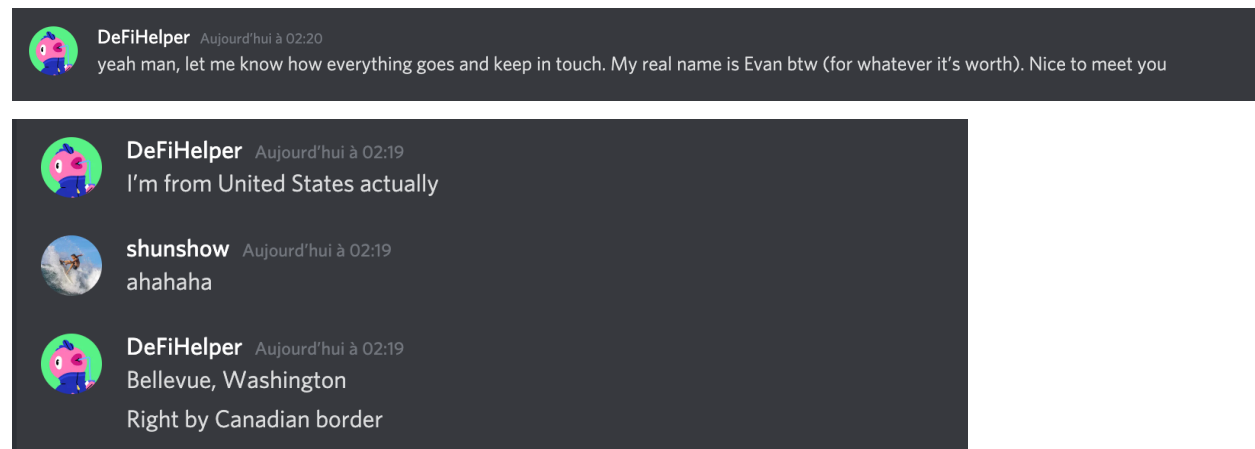 DeFiHelper Aujourd'hui à 02:20
yeah man, let me know how everything goes and keep in touch. My real name is Evan btw (for whatever it's worth). Nice to meet you
DeFiHelper Aujourd'hui à 02:19
I'm from United States actually
shunshow Aujourd'hui à 02:19
ahahaha
DeFiHelper Aujourd'hui à 02:19
Bellevue, Washington
Right by Canadian border